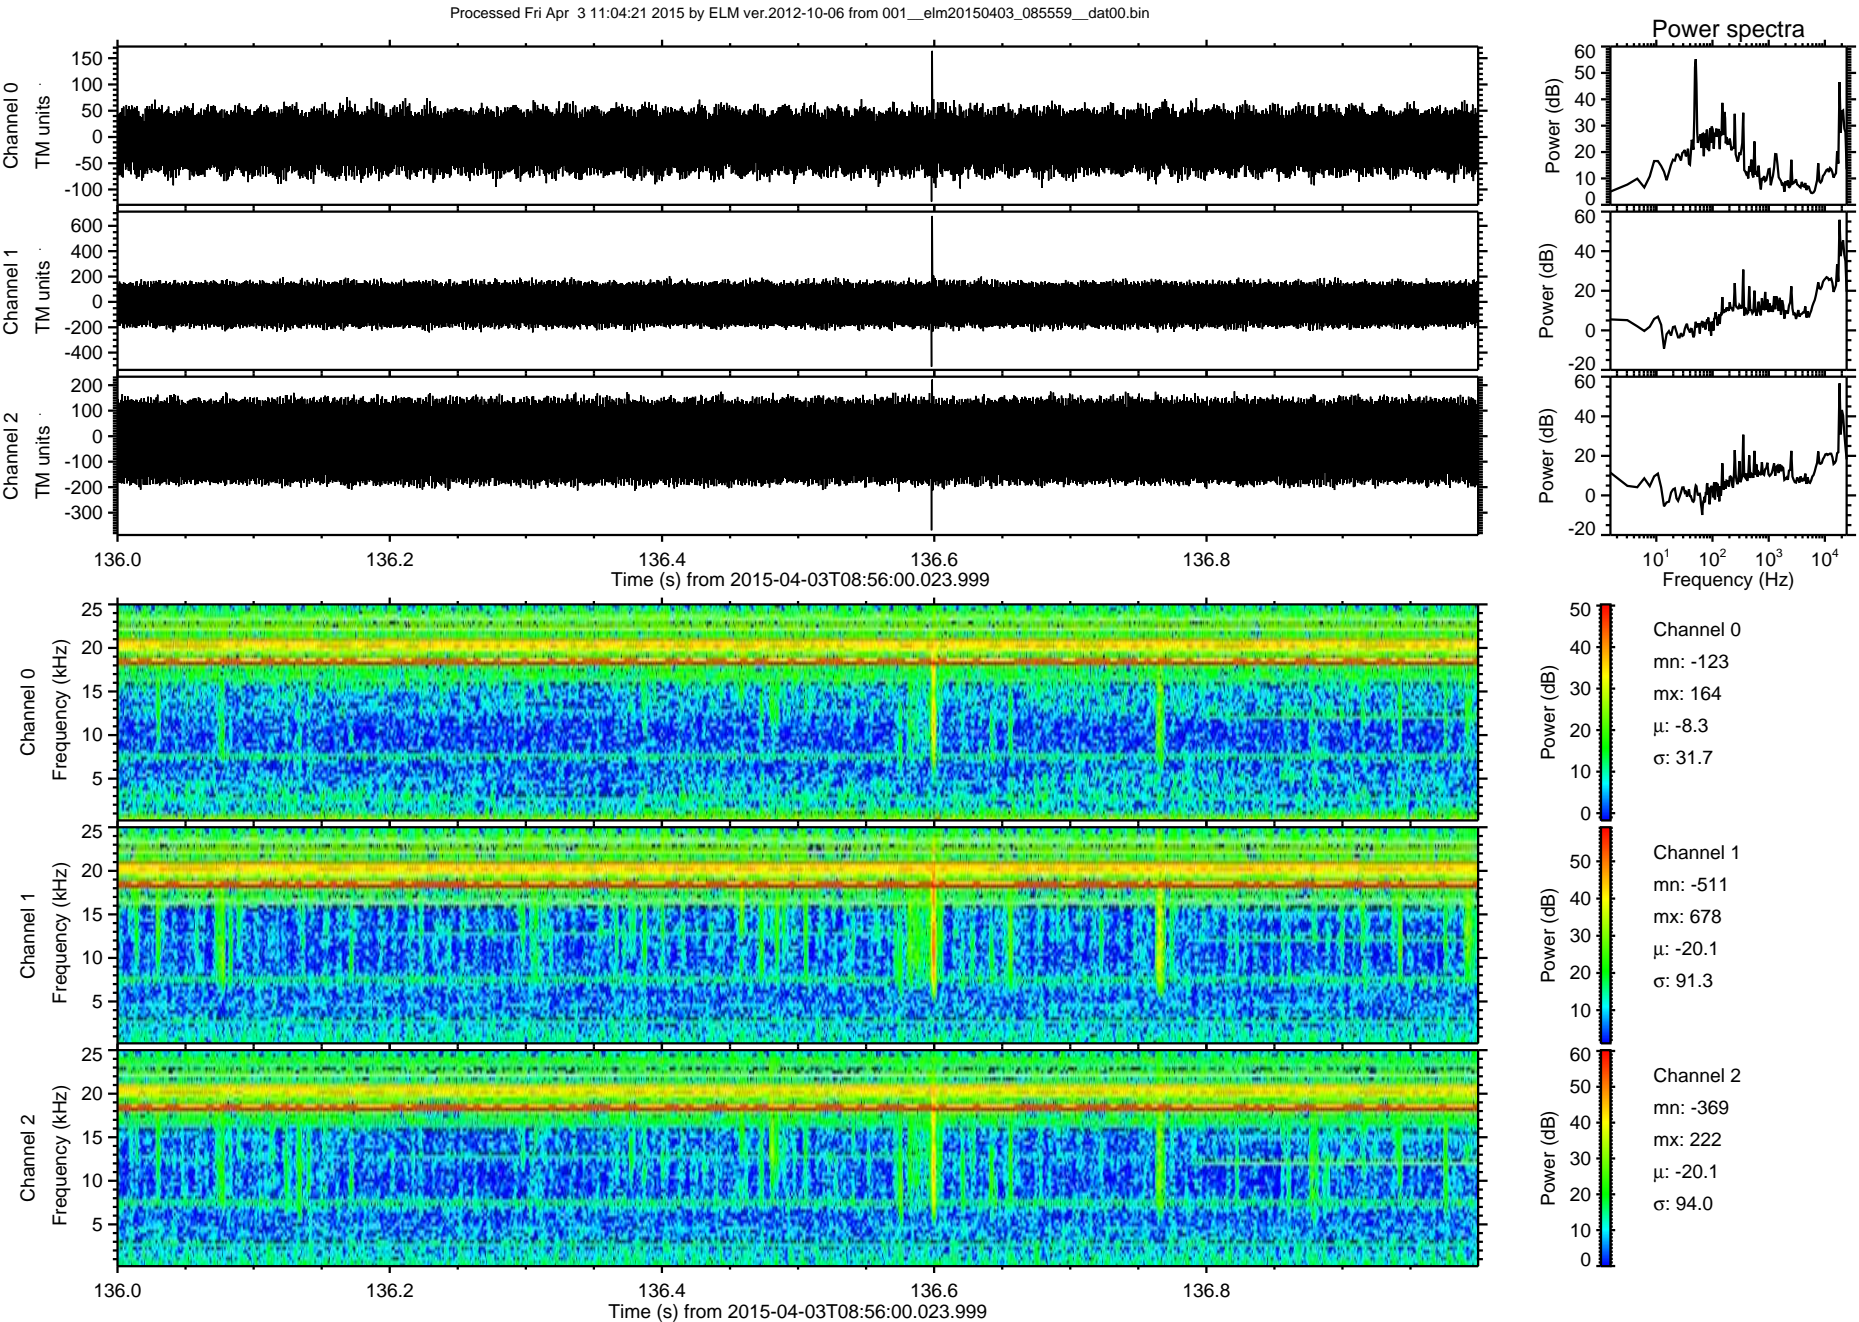 Processed Fri Apr  3 11:04:21 2015 by ELM ver.2012-10-06 from 001__elm20150403_085559__dat00.bin
Power spectra
Channel 0
TM units
150
100
50
0
-50
-100
Power (dB)
60
50
40
30
20
10
0
Channel 1
TM units
600
400
200
0
-200
-400
Power (dB)
60
40
20
0
-20
Channel 2
TM units
200
100
0
-100
-200
-300
Power (dB)
60
40
20
0
-20
136.0 136.2 136.4 136.6 136.8
Time (s) from 2015-04-03T08:56:00.023.999
10^1 10^2 10^3 10^4
Frequency (Hz)
Channel 0
Frequency (kHz)
25
20
15
10
5
Power (dB)
50
40
30
20
10
0
Channel 0
mn: -123
mx: 164
μ: -8.3
σ: 31.7
Channel 1
Frequency (kHz)
25
20
15
10
5
Power (dB)
50
40
30
20
10
Channel 1
mn: -511
mx: 678
μ: -20.1
σ: 91.3
Channel 2
Frequency (kHz)
25
20
15
10
5
Power (dB)
60
50
40
30
20
10
0
Channel 2
mn: -369
mx: 222
μ: -20.1
σ: 94.0
136.0 136.2 136.4 136.6 136.8
Time (s) from 2015-04-03T08:56:00.023.999